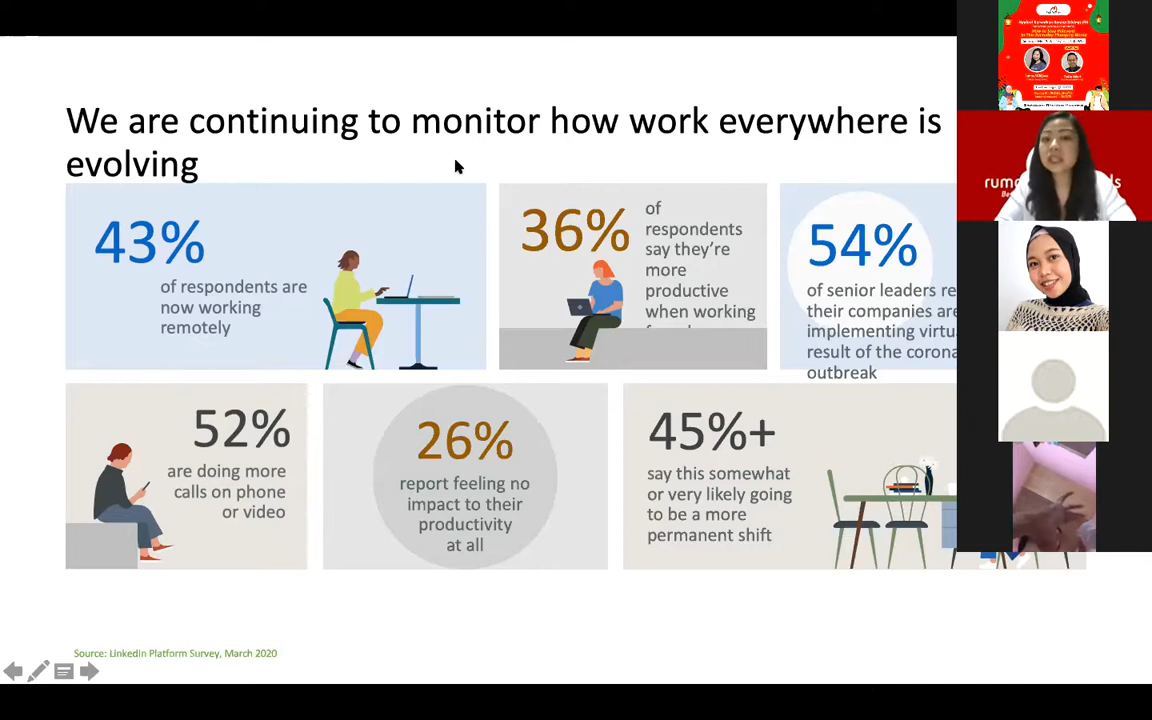 We are continuing to monitor how work everywhere is
evolving
43%
of respondents are
now working
remotely
36%
of
respondents
say they're
more
productive
when working
54%
of senior leaders
their companies are
implementing
result of the
outbreak
52%
are doing more
calls on phone
or video
26%
report feeling no
impact to their
productivity
at all
45%+
say this somewhat
or very likely going
to be a more
permanent shift
Source: LinkedIn Platform Survey, March 2020